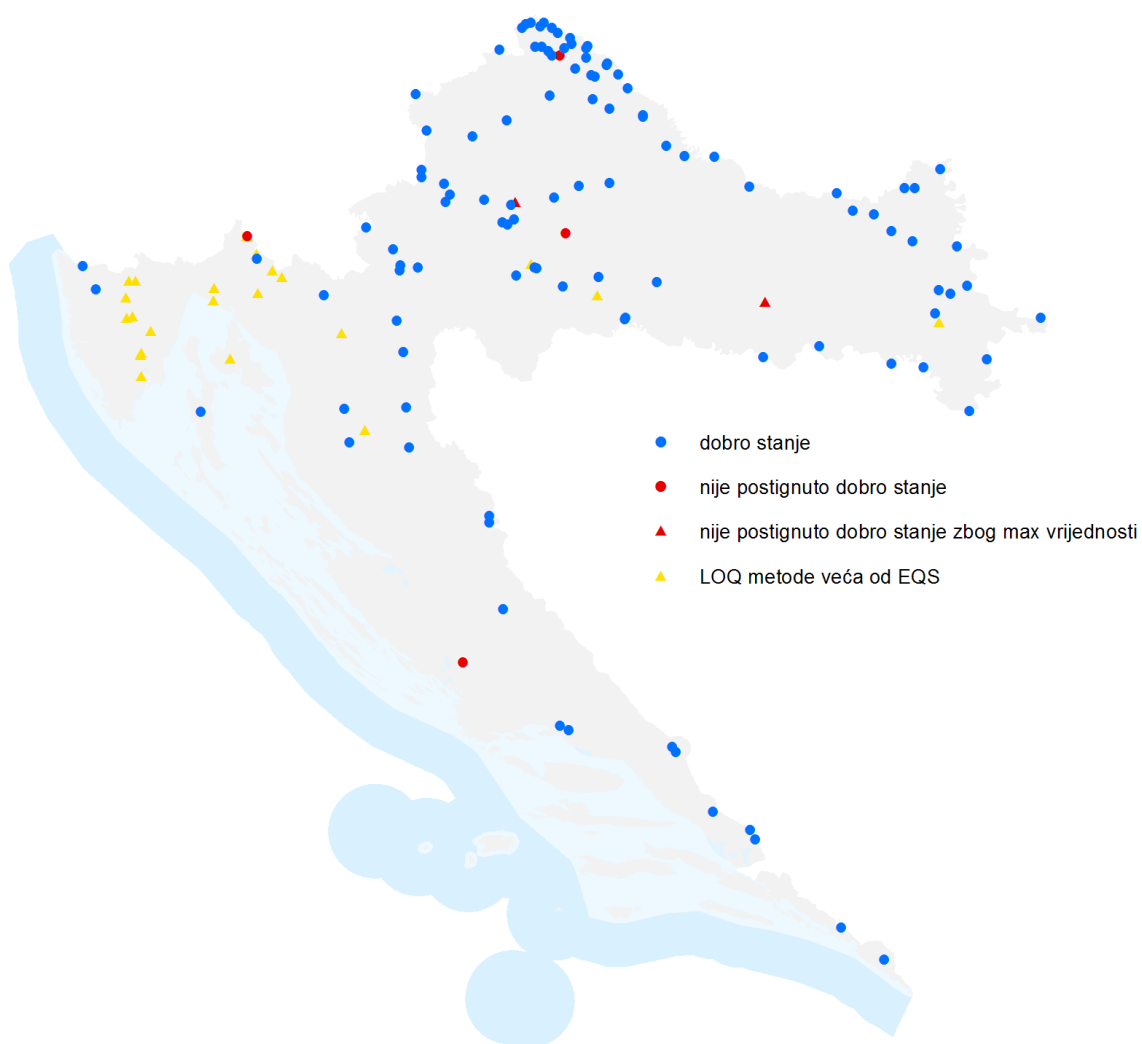 dobro stanje
nije postignuto dobro stanje
nije postignuto dobro stanje zbog max vrijednosti
LOQ metode veća od EQS